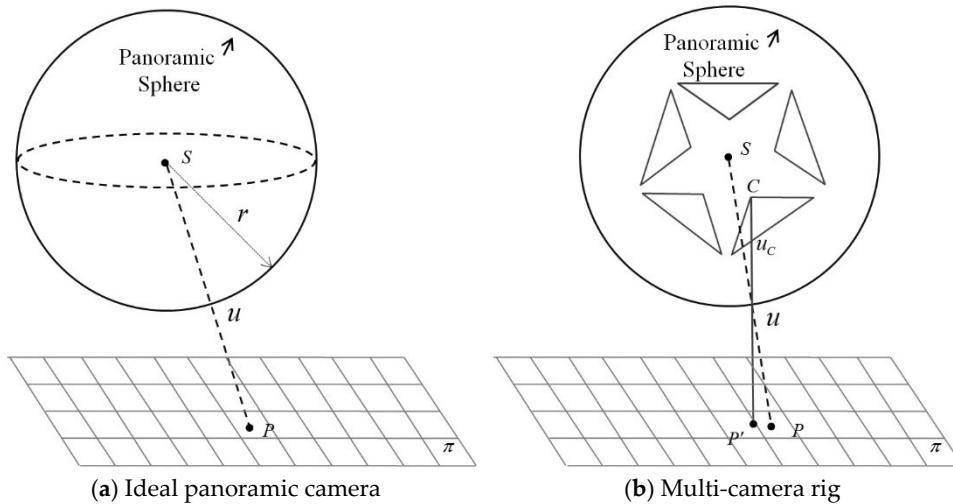 Panoramic
Sphere
S
r
u
P
π
(a) Ideal panoramic camera
Panoramic
Sphere
S
C
u_C
u
P'
P
π
(b) Multi-camera rig